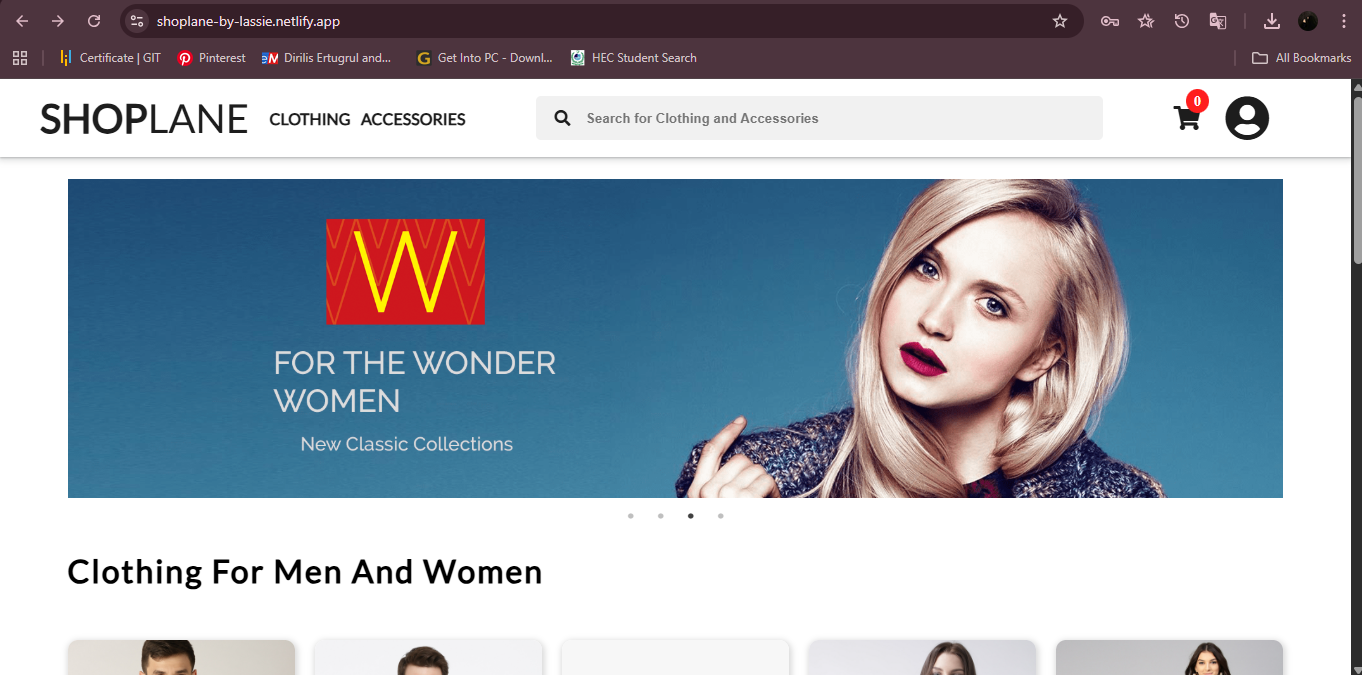 shoplane-by-lassie.netlify.app
Certificate | GIT Pinterest Dirilis Ertugrul and... Get Into PC - Downl... HEC Student Search All Bookmarks
SHOPLANE CLOTHING ACCESSORIES Search for Clothing and Accessories 0
W
FOR THE WONDER
WOMEN
New Classic Collections
Clothing For Men And Women